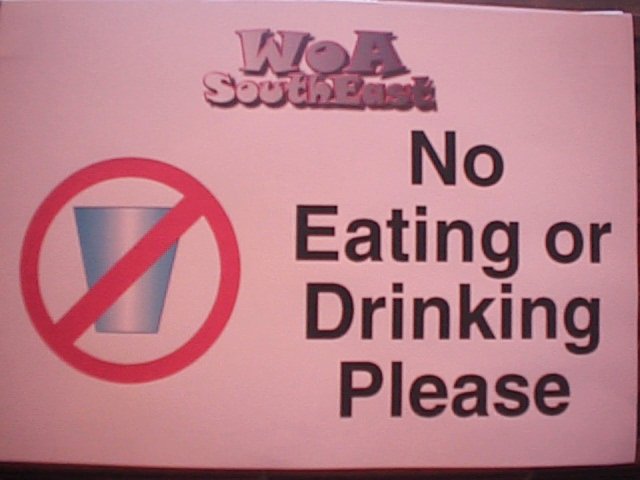 WoA
SouthEast
No
Eating or
Drinking
Please